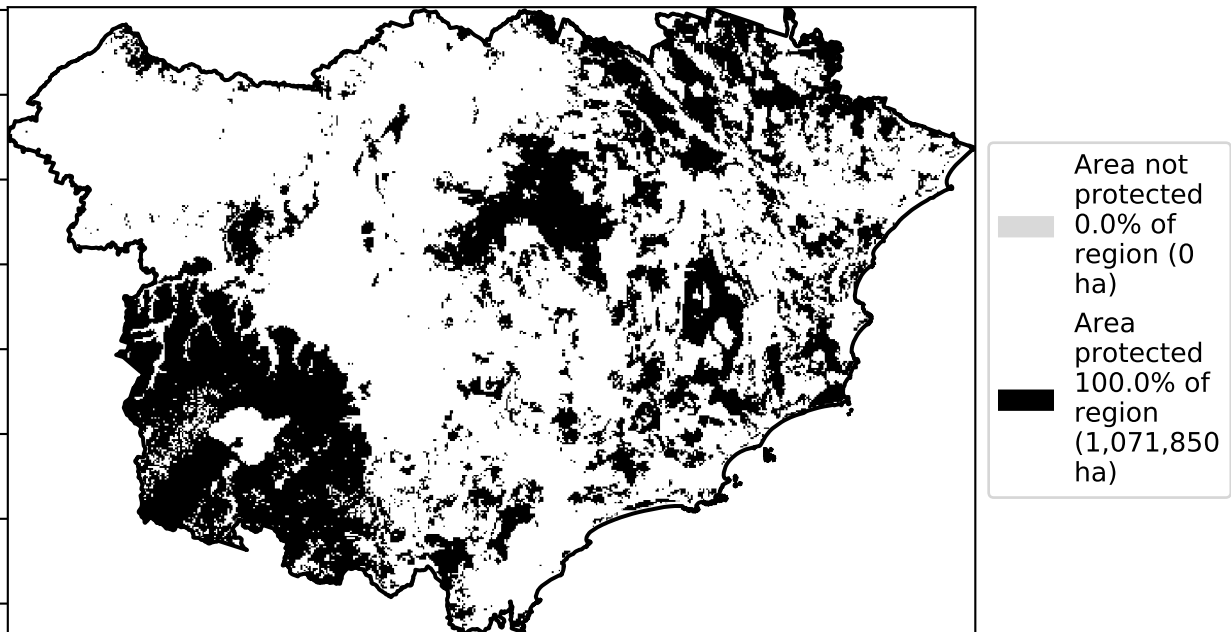 Area not
protected
0.0% of
region (0
ha)
Area
protected
100.0% of
region
(1,071,850
ha)